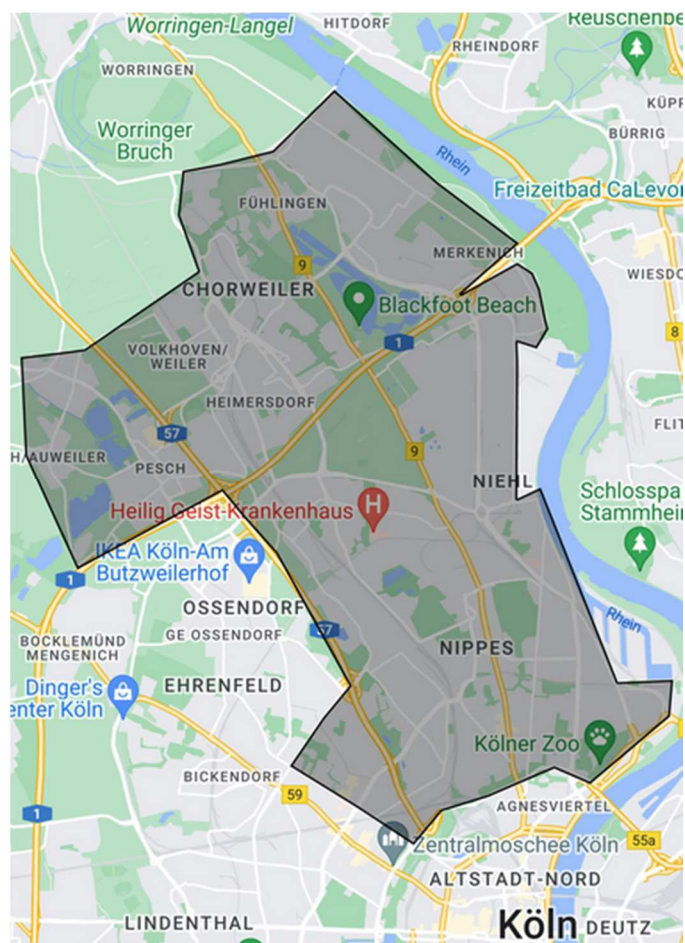 Worringen-Langel
HITDORF
Reuschenbe
RHEINDORF
WORRINGEN
KÜPP
Worringer
Bruch
BÜRRIG
Rhein
Freizeitbad CaLevor
FÜHLINGEN
MERKENICH
9
WIESDO
CHORWEILER
Blackfoot Beach
8
1
VOLKHOVEN/
WEILER
HEIMERSDORF
FLIT
57
9
H/AUWEILER
PESCH
NIEHL
Schlosspa
Stammhein
Heilig Geist-Krankenhaus
H
IKEA Köln-Am
Butzweilerhof
1
OSSENDORF
Rhein
57
GE OSSENDORF
BOCKLEMÜND
MENGENICH
NIPPES
EHRENFELD
Dinger's
enter Köln
Kölner Zoo
BICKENDORF
59
AGNESVIERTEL
1
55a
Zentralmoschee Köln
ALTSTADT-NORD
LINDENTHAL
Köln
DEUTZ